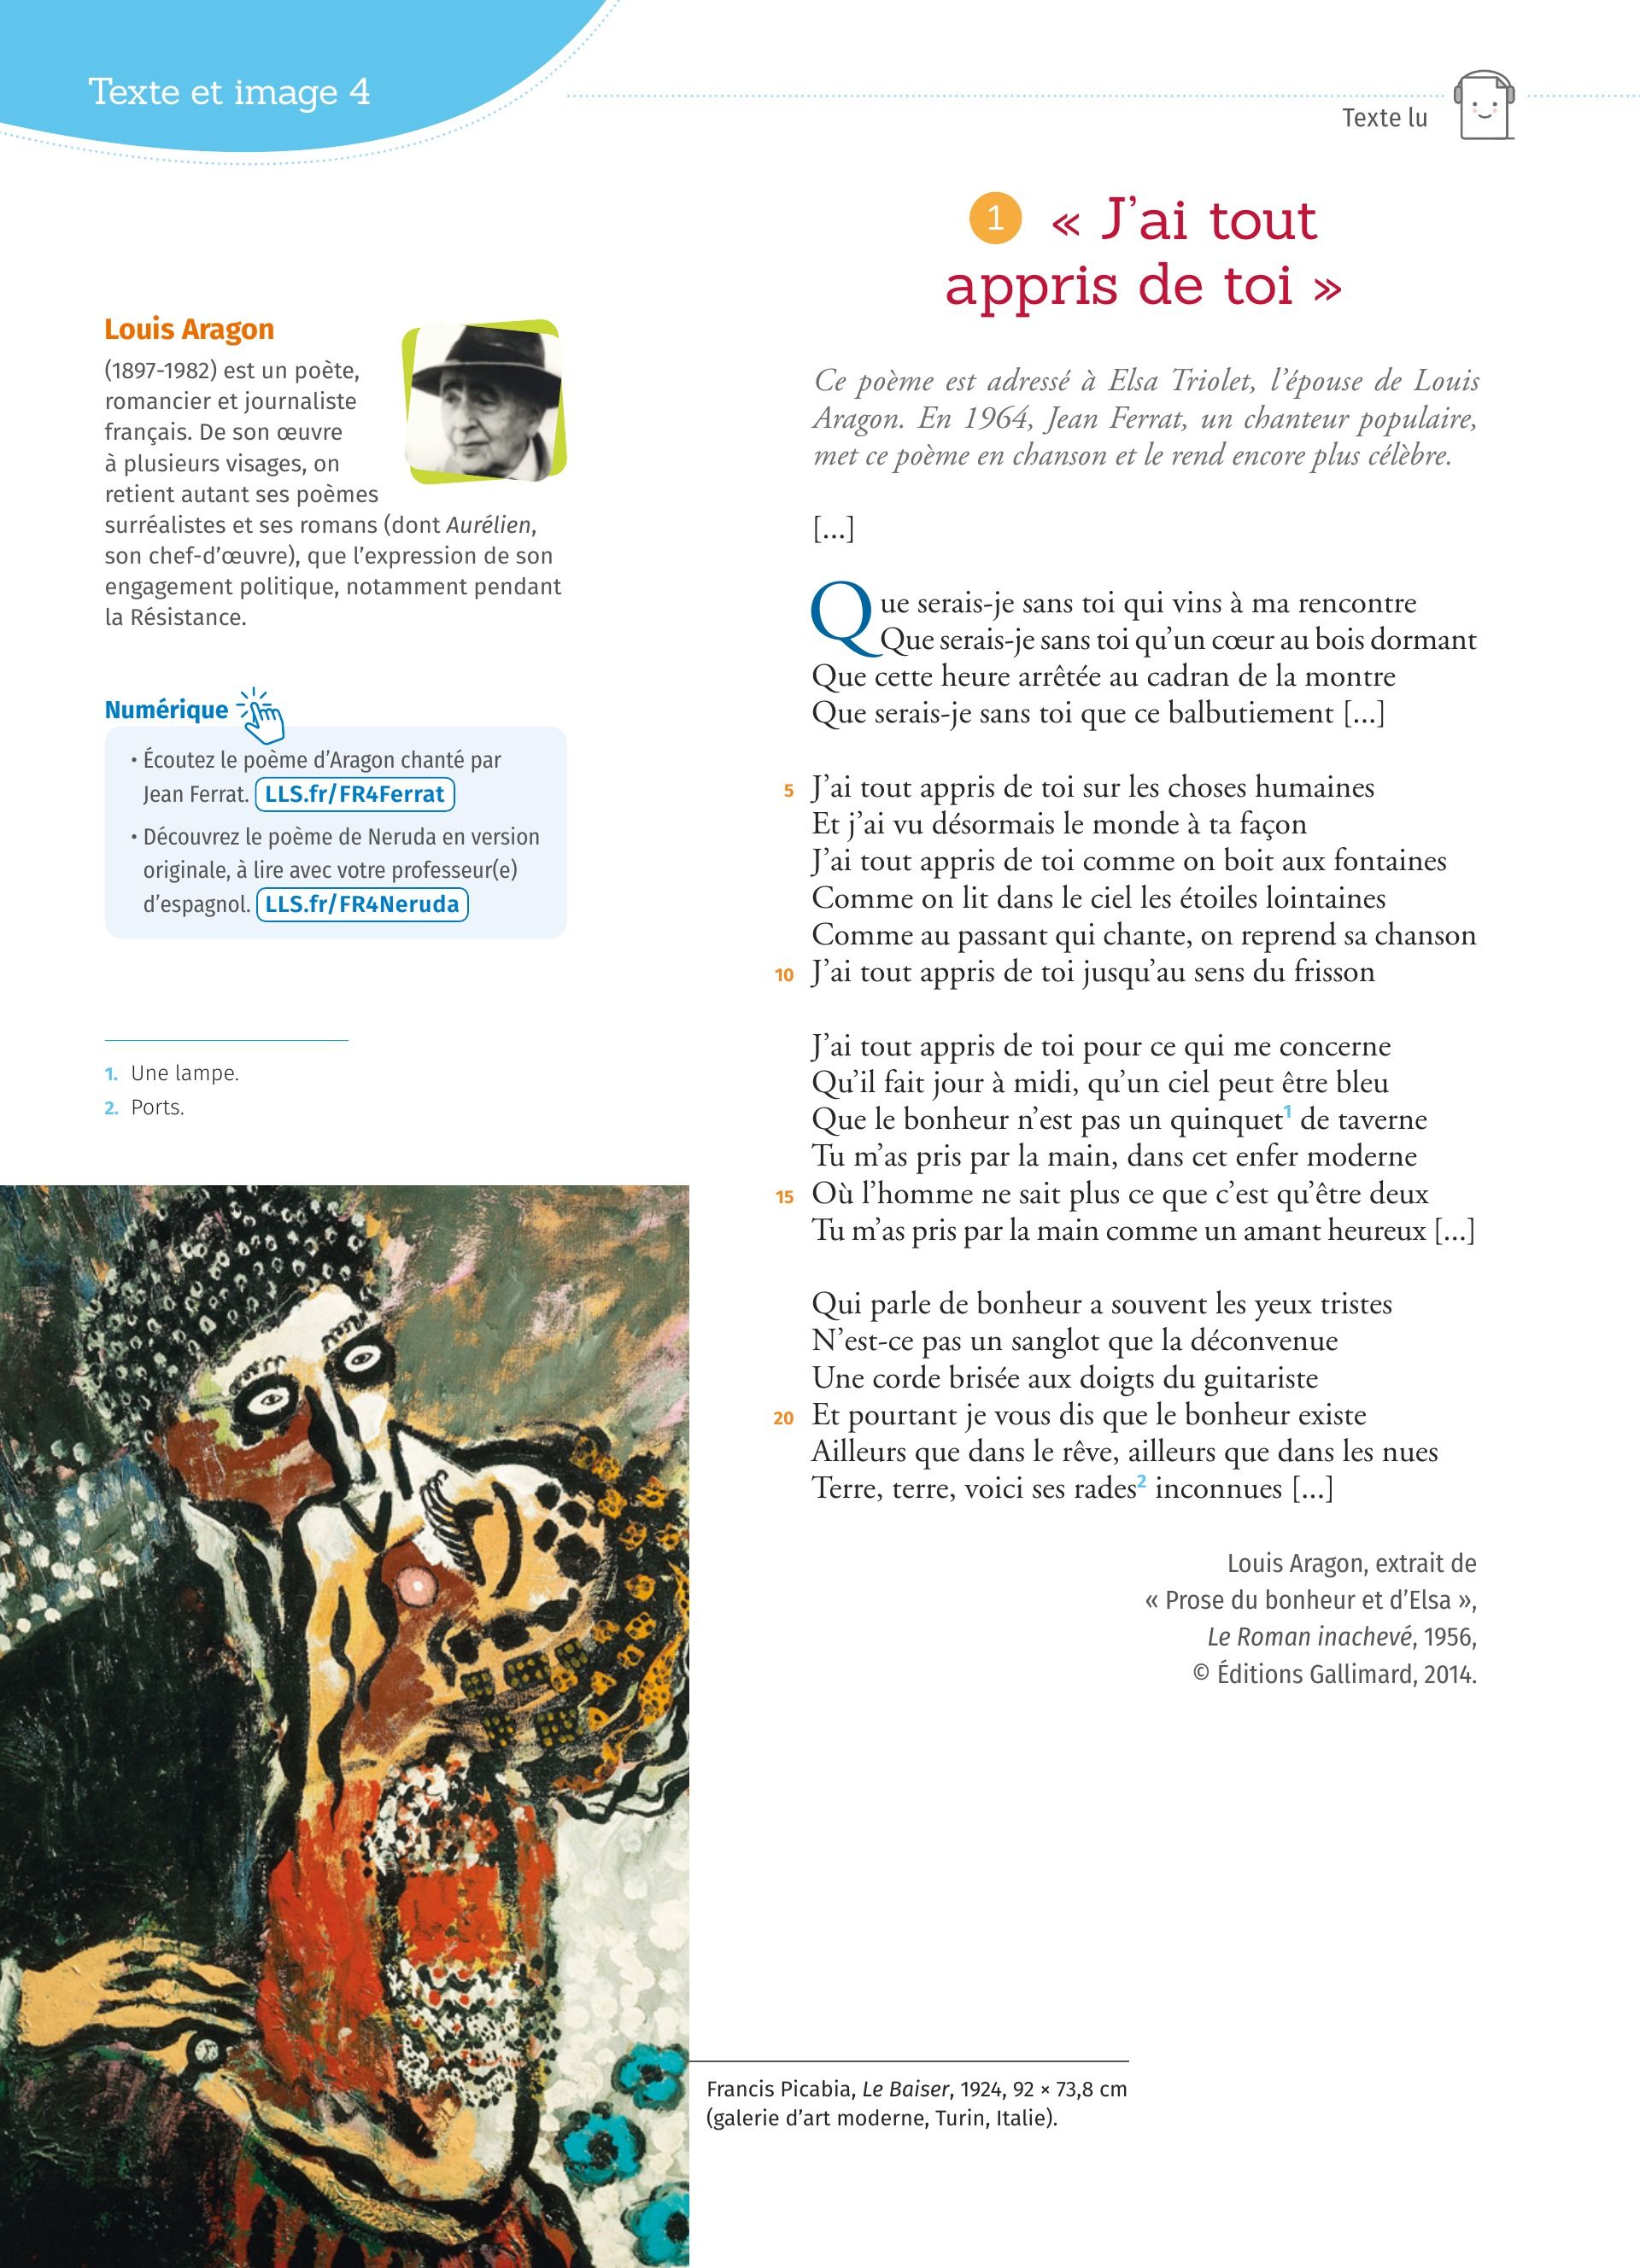 Texte et image 4
Texte lu
1 « J’ai tout
appris de toi »
Louis Aragon
(1897-1982) est un poète,
romancier et journaliste
français. De son œuvre
à plusieurs visages, on
retient autant ses poèmes
surréalistes et ses romans (dont Aurélien,
son chef-d’œuvre), que l’expression de son
engagement politique, notamment pendant
la Résistance.
Numérique
• Écoutez le poème d’Aragon chanté par
Jean Ferrat. LLS.fr/FR4Ferrat
• Découvrez le poème de Neruda en version
originale, à lire avec votre professeur(e)
d’espagnol. LLS.fr/FR4Neruda
1. Une lampe.
2. Ports.
Ce poème est adressé à Elsa Triolet, l’épouse de Louis
Aragon. En 1964, Jean Ferrat, un chanteur populaire,
met ce poème en chanson et le rend encore plus célèbre.
[...]
Que serais-je sans toi qui vins à ma rencontre
Que serais-je sans toi qu’un cœur au bois dormant
Que cette heure arrêtée au cadran de la montre
Que serais-je sans toi que ce balbutiement [...]
5 J’ai tout appris de toi sur les choses humaines
Et j’ai vu désormais le monde à ta façon
J’ai tout appris de toi comme on boit aux fontaines
Comme on lit dans le ciel les étoiles lointaines
Comme au passant qui chante, on reprend sa chanson
10 J’ai tout appris de toi jusqu’au sens du frisson
J’ai tout appris de toi pour ce qui me concerne
Qu’il fait jour à midi, qu’un ciel peut être bleu
Que le bonheur n’est pas un quinquet1 de taverne
Tu m’as pris par la main, dans cet enfer moderne
15 Où l’homme ne sait plus ce que c’est qu’être deux
Tu m’as pris par la main comme un amant heureux [...]
Qui parle de bonheur a souvent les yeux tristes
N’est-ce pas un sanglot que la déconvenue
Une corde brisée aux doigts du guitariste
20 Et pourtant je vous dis que le bonheur existe
Ailleurs que dans le rêve, ailleurs que dans les nues
Terre, terre, voici ses rades2 inconnues [...]
Louis Aragon, extrait de
« Prose du bonheur et d’Elsa »,
Le Roman inachevé, 1956,
© Éditions Gallimard, 2014.
Francis Picabia, Le Baiser, 1924, 92 × 73,8 cm
(galerie d’art moderne, Turin, Italie).